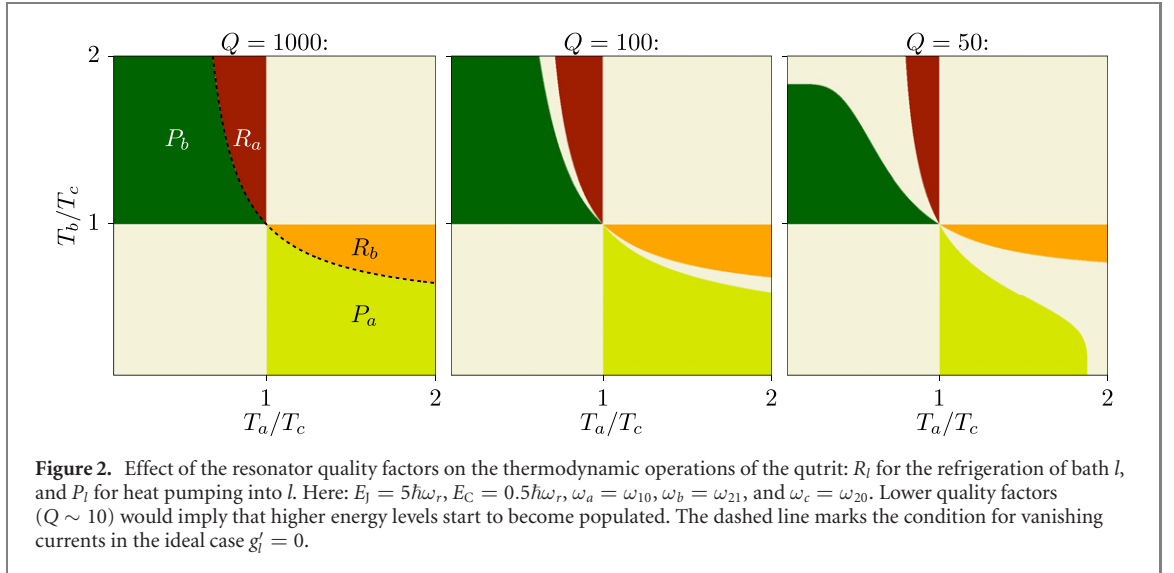 Q = 1000:
Q = 100:
Q = 50:
2
P_b
R_a
T_b/T_c
1
R_b
P_a
1
2
1
2
1
2
T_a/T_c
T_a/T_c
T_a/T_c
Figure 2. Effect of the resonator quality factors on the thermodynamic operations of the qutrit: R_l for the refrigeration of bath l,
and P_l for heat pumping into l. Here: E_J = 5ℏω_r, E_C = 0.5ℏω_r, ω_a = ω_10, ω_b = ω_21, and ω_c = ω_20. Lower quality factors
(Q ∼ 10) would imply that higher energy levels start to become populated. The dashed line marks the condition for vanishing
currents in the ideal case g′_l = 0.